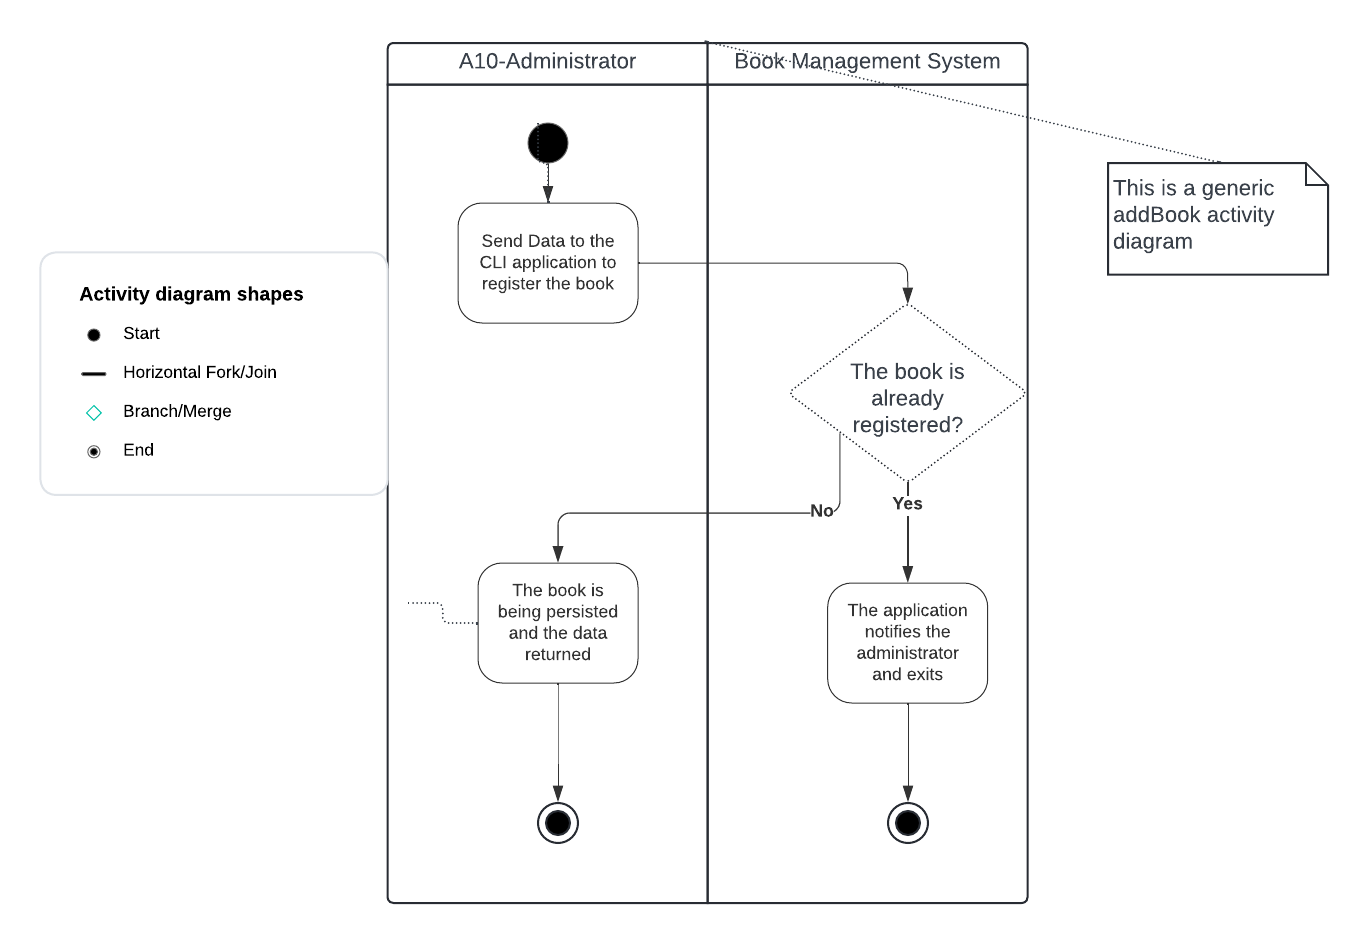 A10-Administrator
Book Management System
This is a generic
addBook activity
diagram
Send Data to the
CLI application to
register the book
Activity diagram shapes
Start
Horizontal Fork/Join
Branch/Merge
End
The book is
already
registered?
No
Yes
The book is
being persisted
and the data
returned
The application
notifies the
administrator
and exits